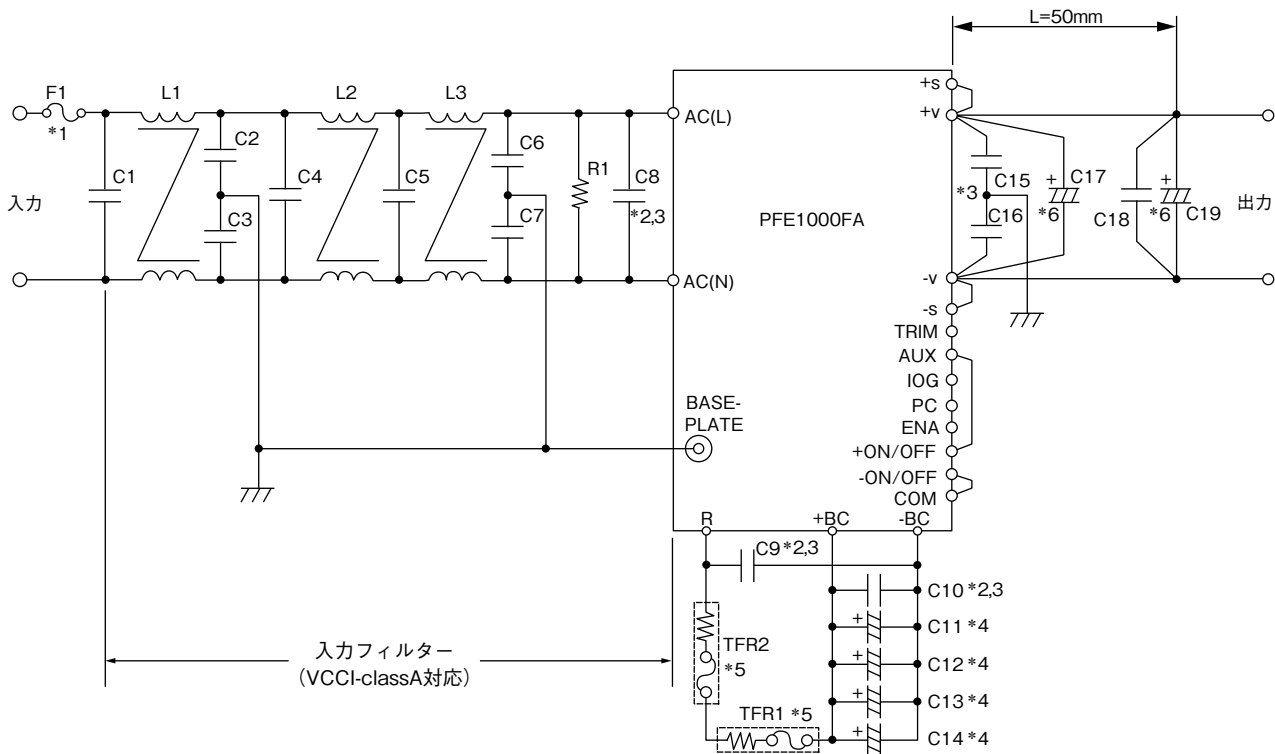 L=50mm
F1
*1
L1
L2
L3
C1
C2
C3
C4
C5
C6
C7
R1
C8
*2,3
入力
AC(L)
AC(N)
PFE1000FA
BASE-
PLATE
+s
+v
-v
-s
TRIM
AUX
IOG
PC
ENA
+ON/OFF
-ON/OFF
COM
C15
*3
C16
+
C17
*6
C18
+
*6
C19
出力
R
+BC
-BC
C9*2,3
C10 *2,3
+
C11 *4
+
C12 *4
+
C13 *4
+
C14 *4
TFR2
*5
TFR1 *5
入力フィルター
(VCCI-classA対応)